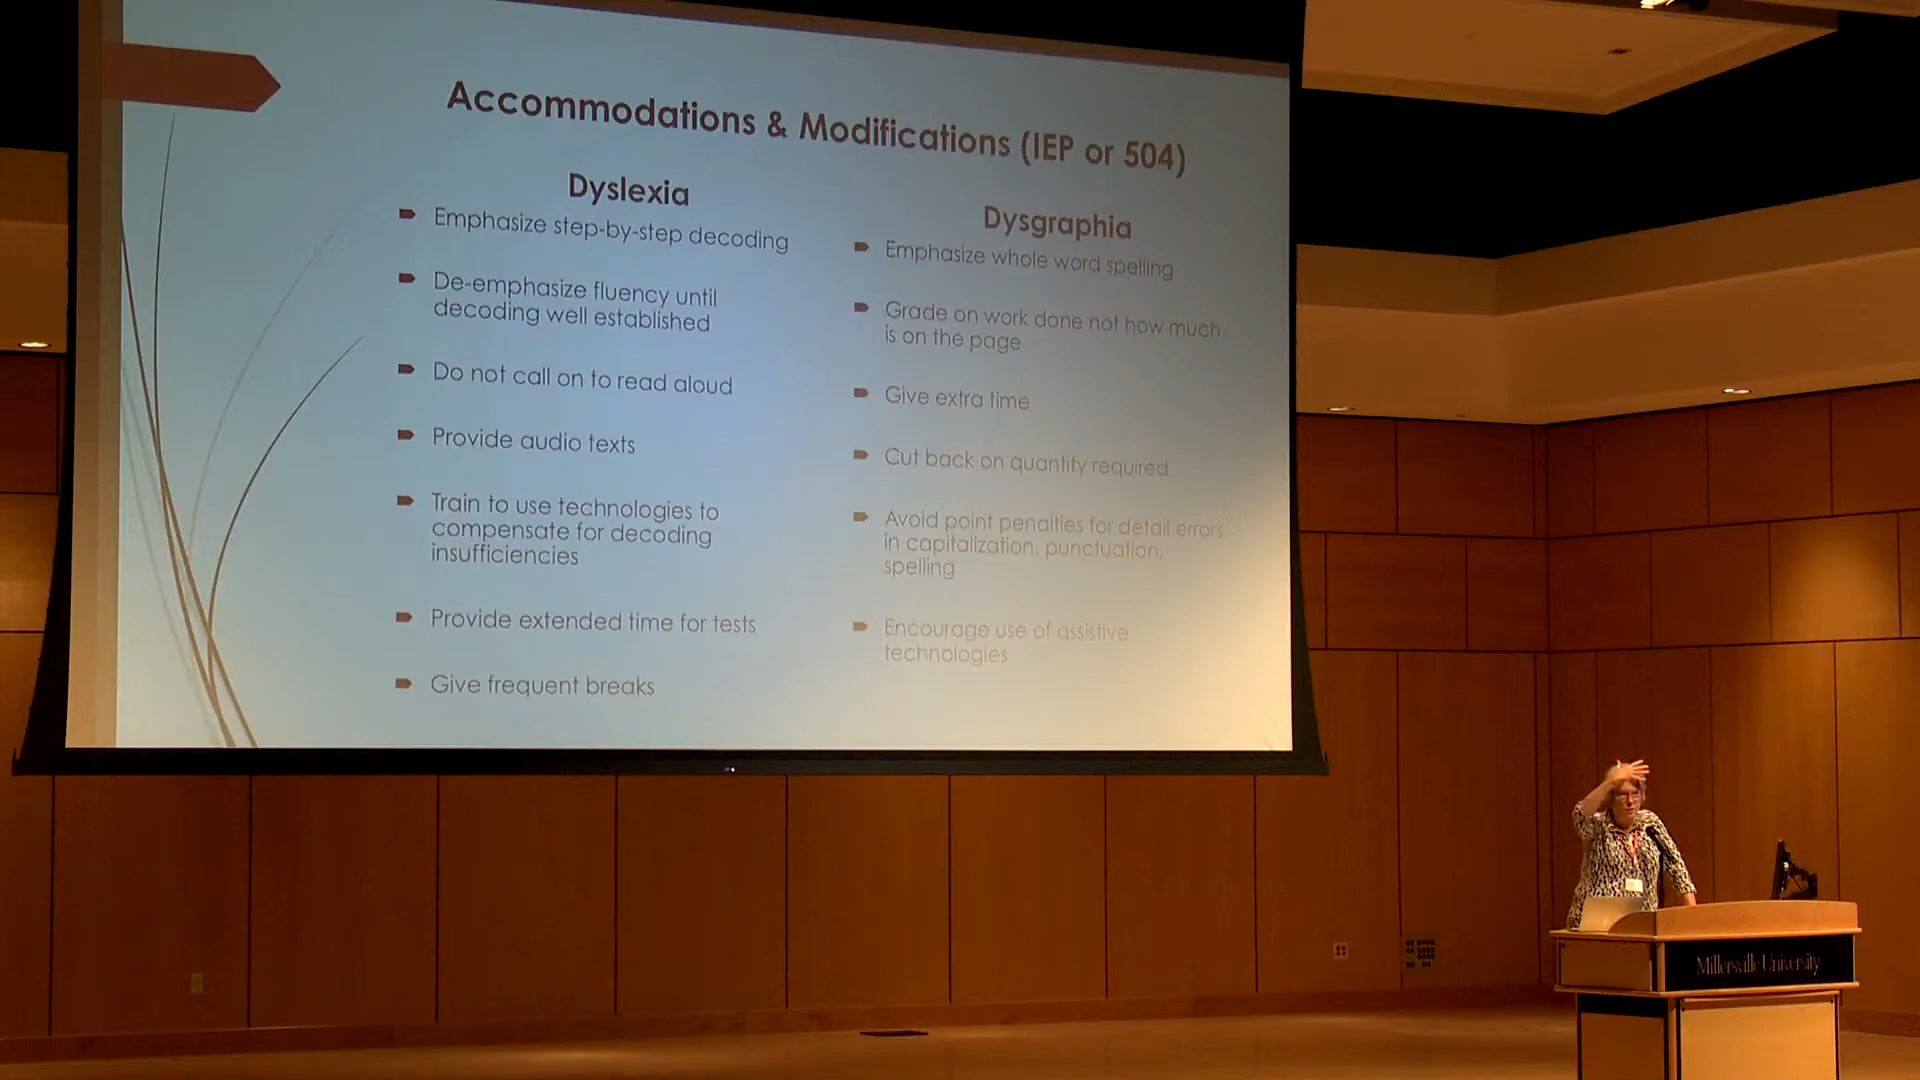 Accommodations & Modifications (IEP or 504)
Dyslexia
Emphasize step-by-step decoding
De-emphasize fluency until
decoding well established
Do not call on to read aloud
Provide audio texts
Train to use technologies to
compensate for decoding
insufficiencies
Provide extended time for tests
Give frequent breaks
Dysgraphia
Emphasize whole word spelling
Grade on work done not how much
is on the page
Give extra time
Cut back on quantity required
Avoid point penalties for detail errors
in capitalization, punctuation,
spelling
Encourage use of assistive
technologies
Millersville University